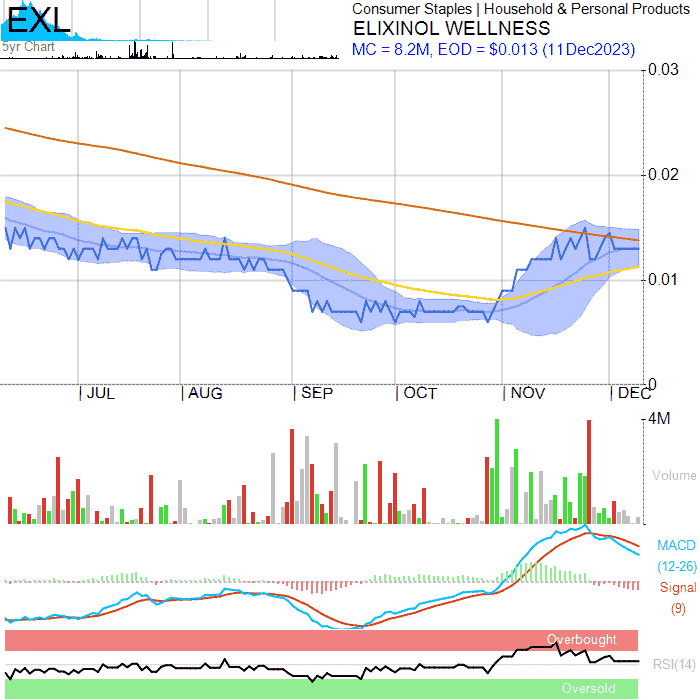 EXL
5yr Chart
Consumer Staples | Household & Personal Products
ELIXINOL WELLNESS
MC = 8.2M, EOD = $0.013 (11Dec2023)
0.03
0.02
0.01
0
| JUL | AUG | SEP | OCT | NOV | DEC
4M
Volume
MACD
(12-26)
Signal
(9)
Overbought
RSI(14)
Oversold